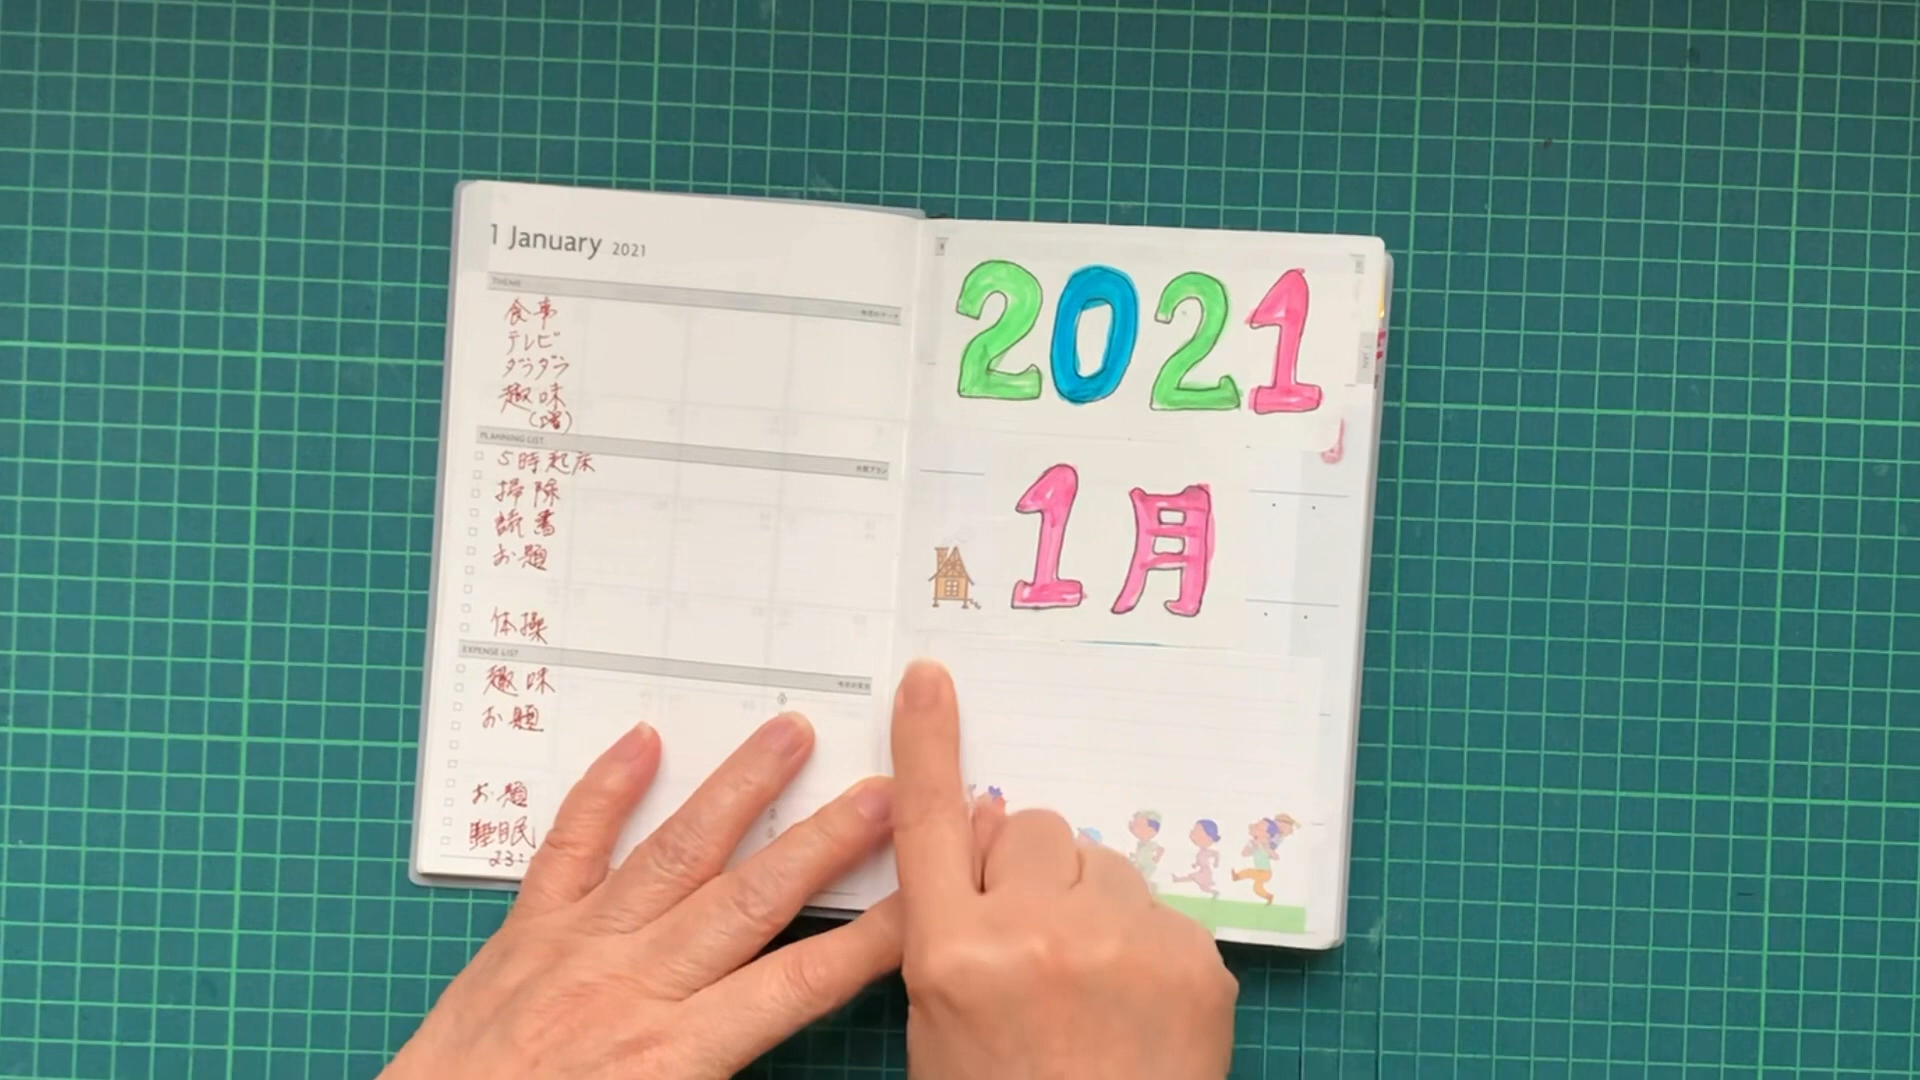 1 January 2021
THEME
食事
テレビ
ダラダラ
趣味
PLANNING LIST
5時起床
掃除
読書
お題
体操
EXPENSE LIST
趣味
お題
お題
睡眠
23:
2021
1月